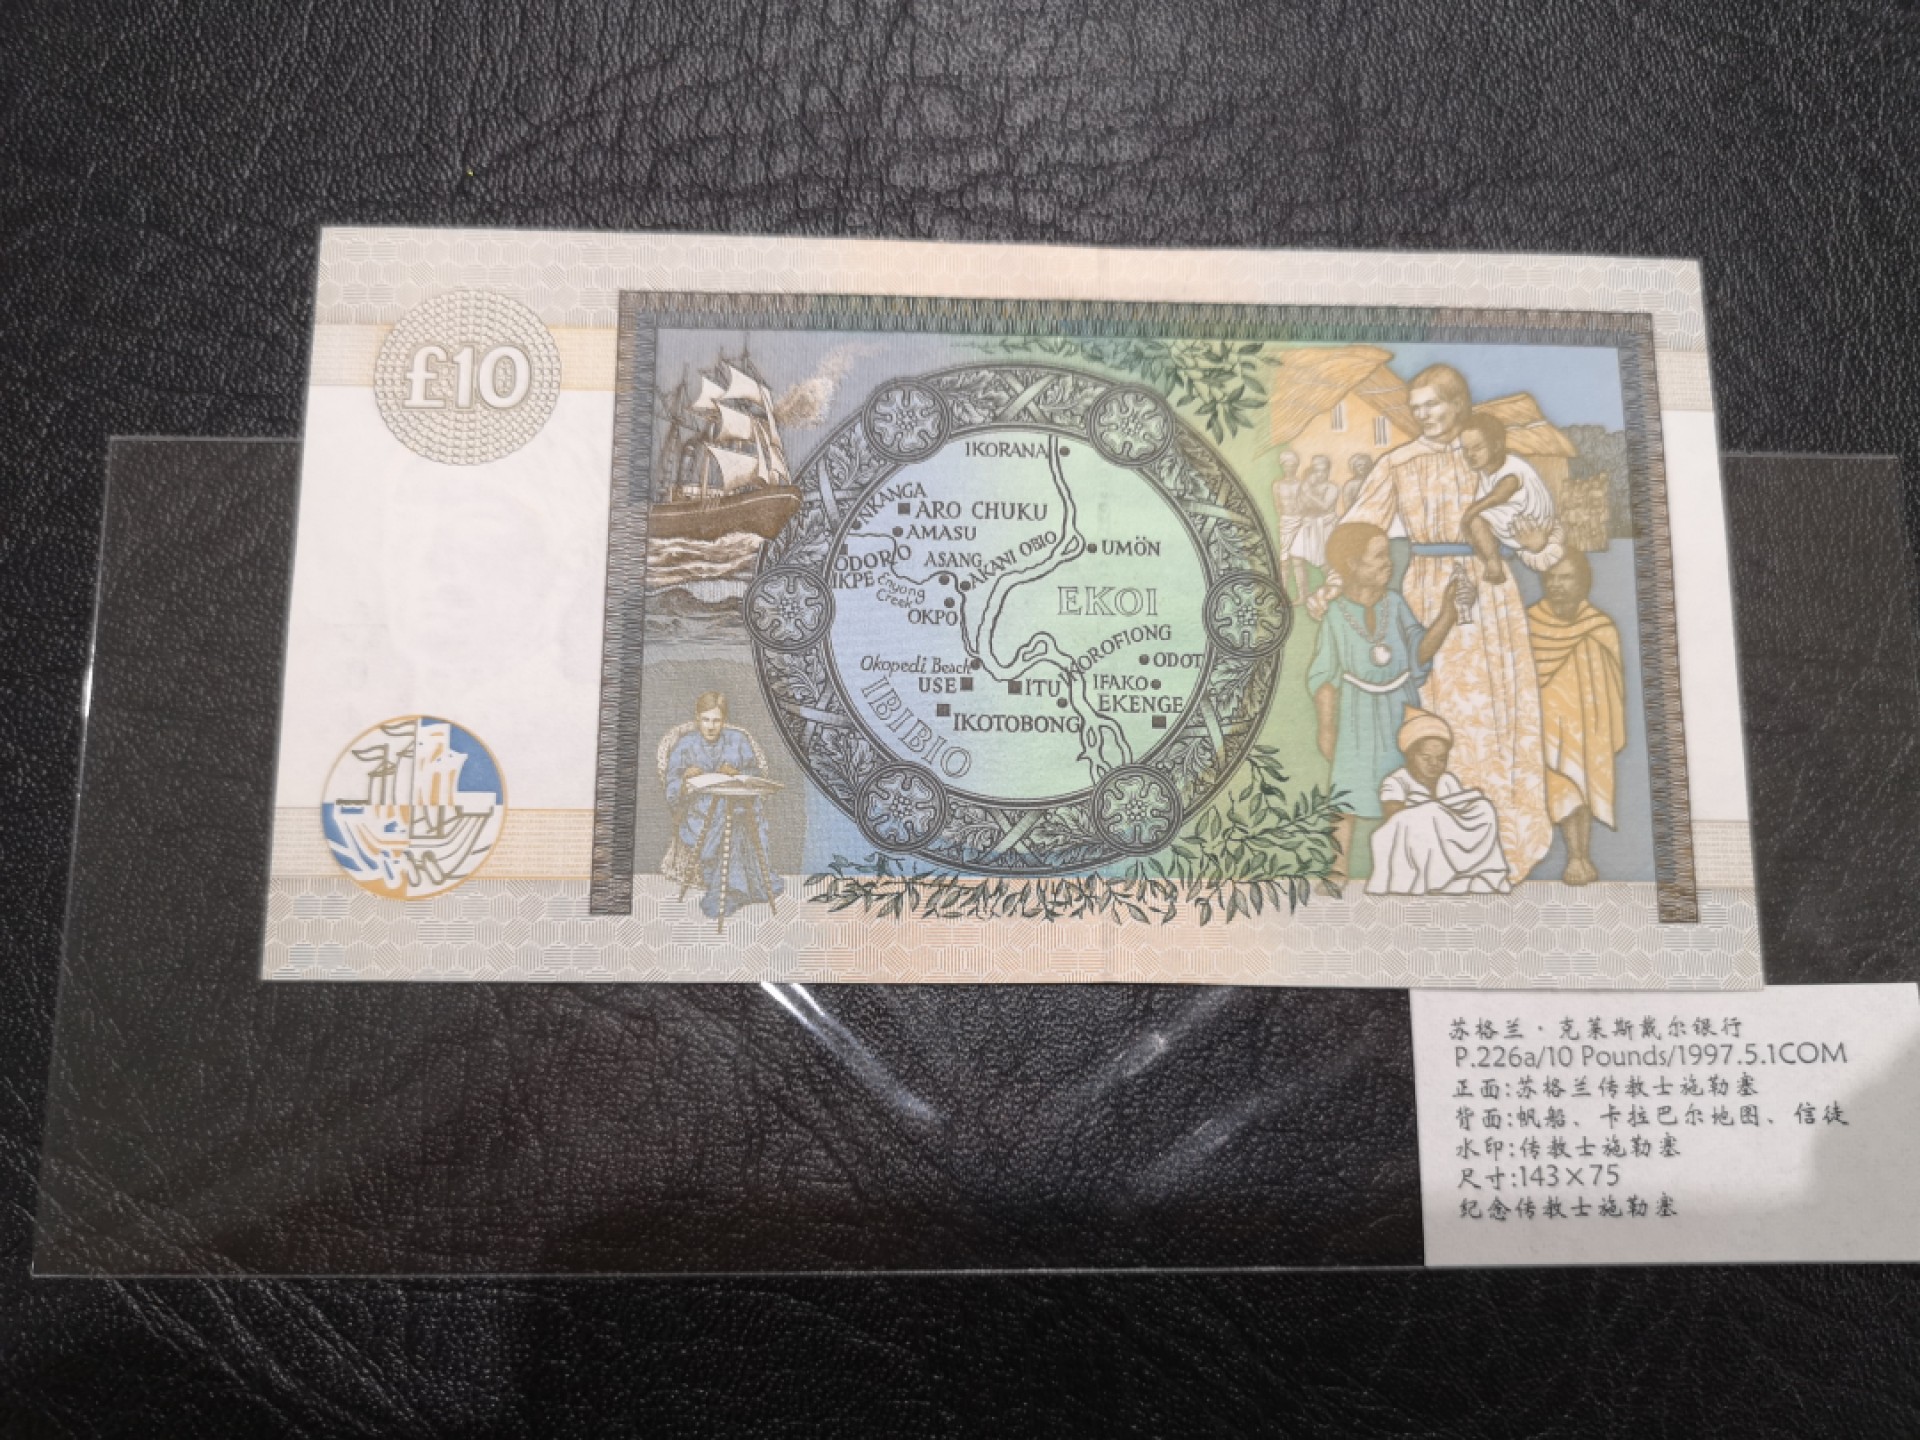 £10
IKORANA
NKANGA
ARO CHUKU
AMASU
ODORO
IKPE
ASANG
AKANI OBIO
UMÖN
Enyong
Creek
EKOI
OKPO
IKOROFIONG
Okopedi Beach
ODOT
USE
ITU
IFAKO
EKENGE
IKOTOBONG
IBIBIO
苏格兰·克莱斯戴尔银行
P.226a/10 Pounds/1997.5.1COM
正面:苏格兰传教士施勒塞
背面:帆船、卡拉巴尔地图、信徒
水印:传教士施勒塞
尺寸:143×75
纪念传教士施勒塞